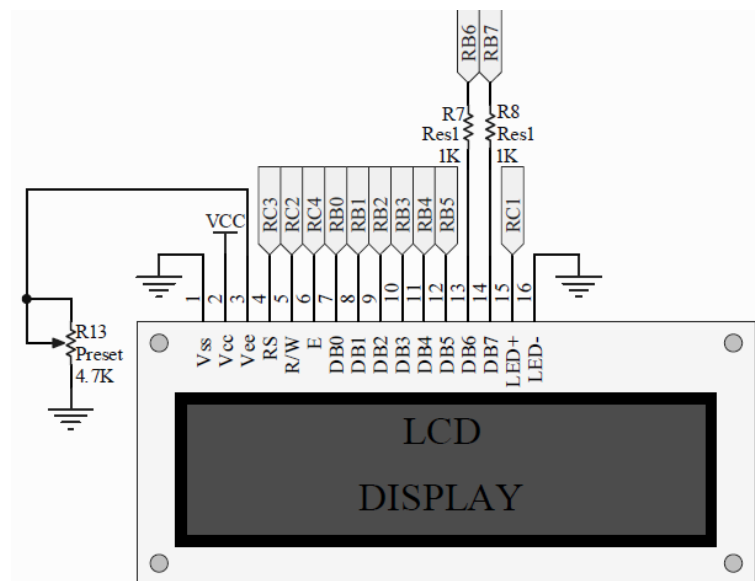 RB6
RB7
R7
Res1
1K
R8
Res1
1K
VCC
RC3
RC2
RC4
RB0
RB1
RB2
RB3
RB4
RB5
RC1
1
2
3
4
5
6
7
8
9
10
11
12
13
14
15
16
R13
Preset
4.7K
Vss
Vcc
Vee
RS
R/W
E
DB0
DB1
DB2
DB3
DB4
DB5
DB6
DB7
LED+
LED-
LCD
DISPLAY